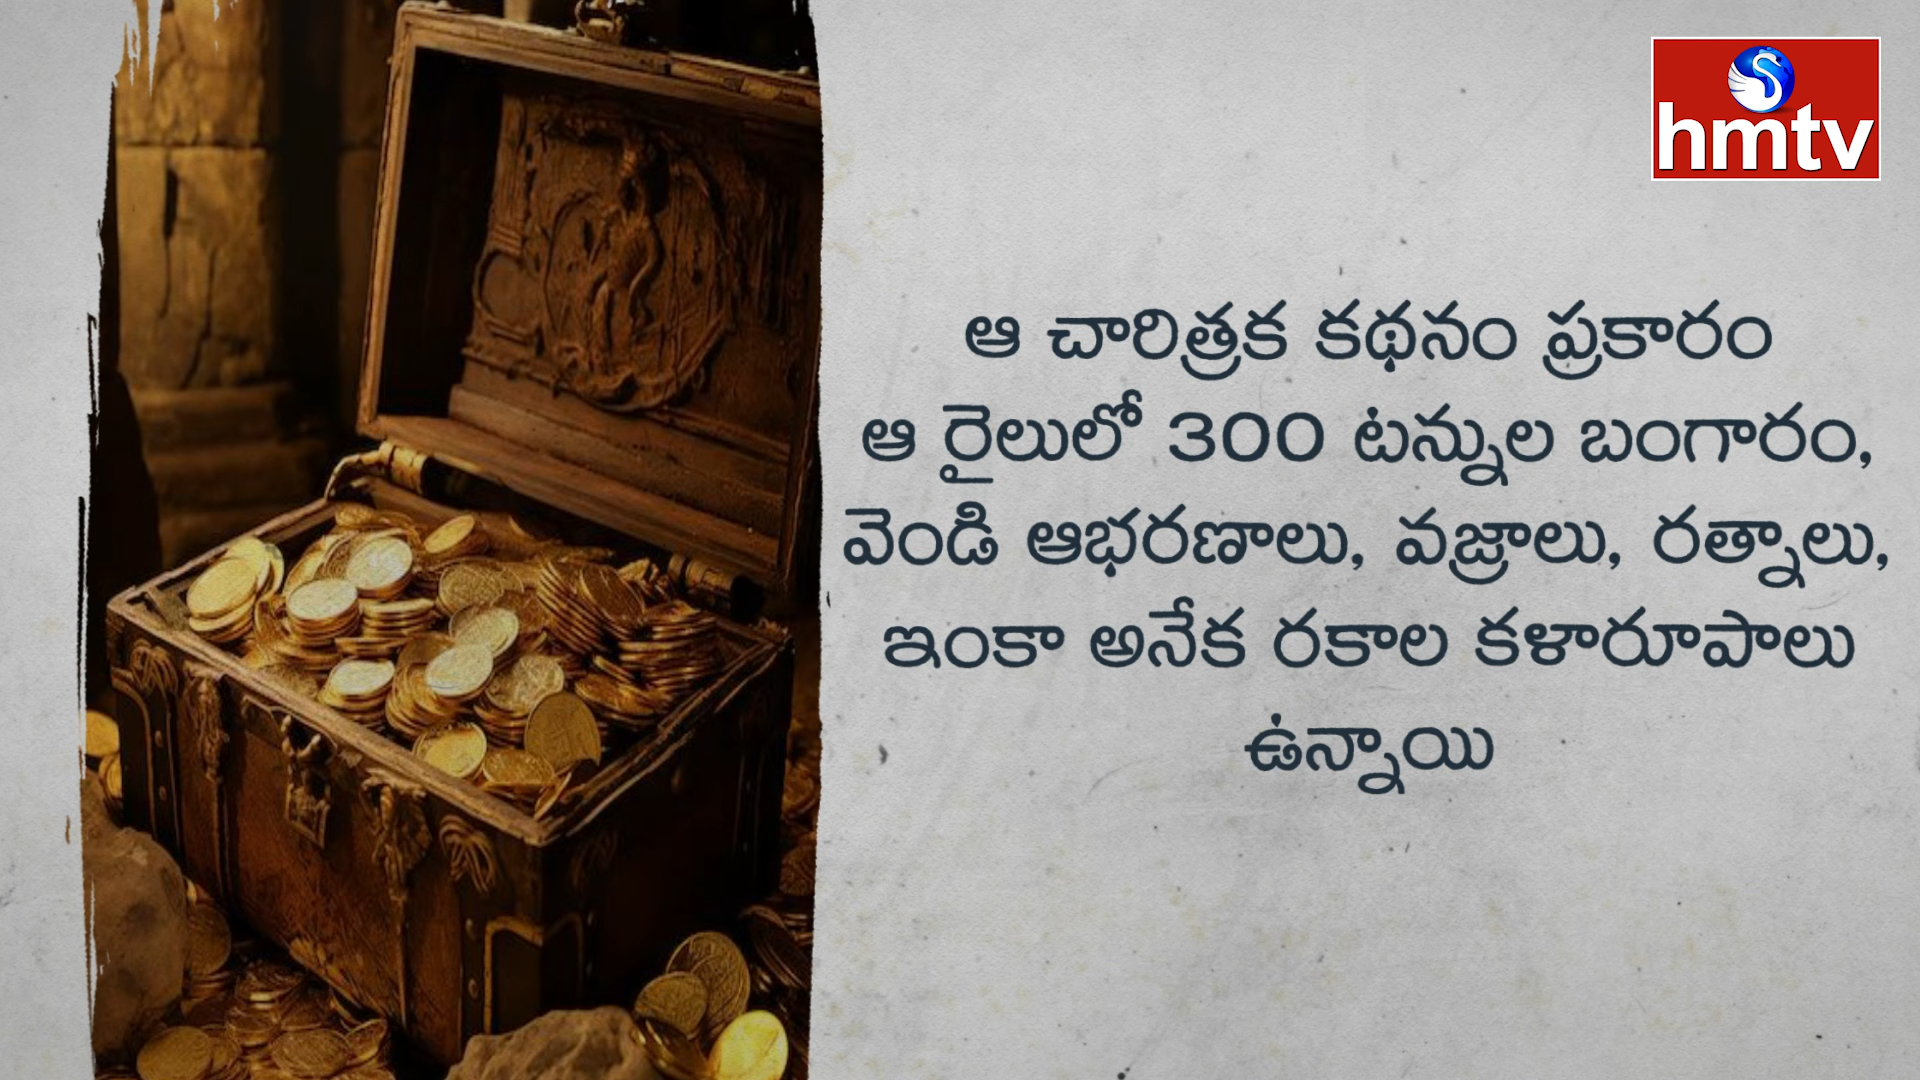 hmtv
ఆ చారిత్రక కథనం ప్రకారం
ఆ రైలులో 300 టన్నుల బంగారం,
వెండి ఆభరణాలు, వజ్రాలు, రత్నాలు,
ఇంకా అనేక రకాల కళారూపాలు
ఉన్నాయి